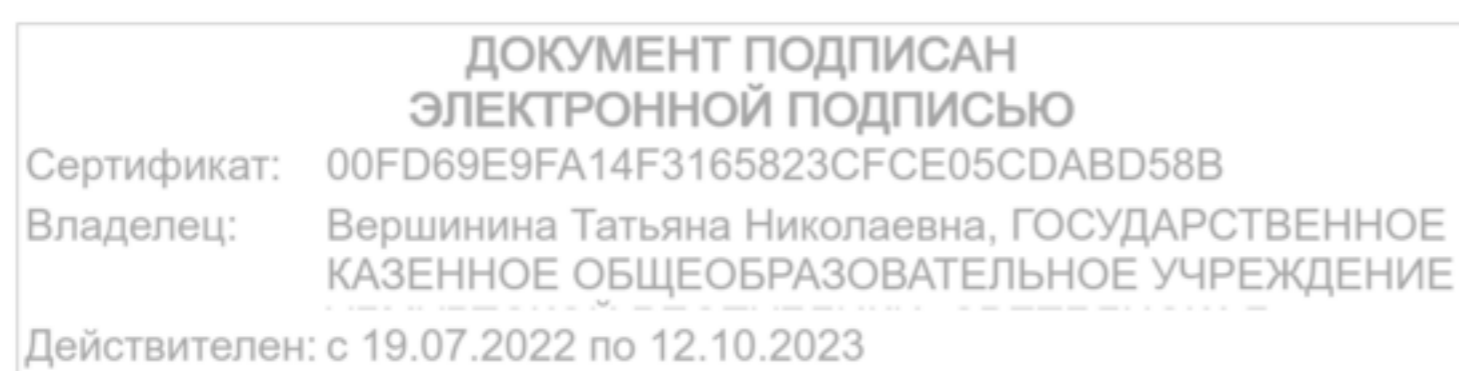 ДОКУМЕНТ ПОДПИСАН
ЭЛЕКТРОННОЙ ПОДПИСЬЮ
Сертификат: 00FD69E9FA14F3165823CFCE05CDABD58B
Владелец: Вершинина Татьяна Николаевна, ГОСУДАРСТВЕННОЕ
КАЗЕННОЕ ОБЩЕОБРАЗОВАТЕЛЬНОЕ УЧРЕЖДЕНИЕ
Действителен: с 19.07.2022 по 12.10.2023